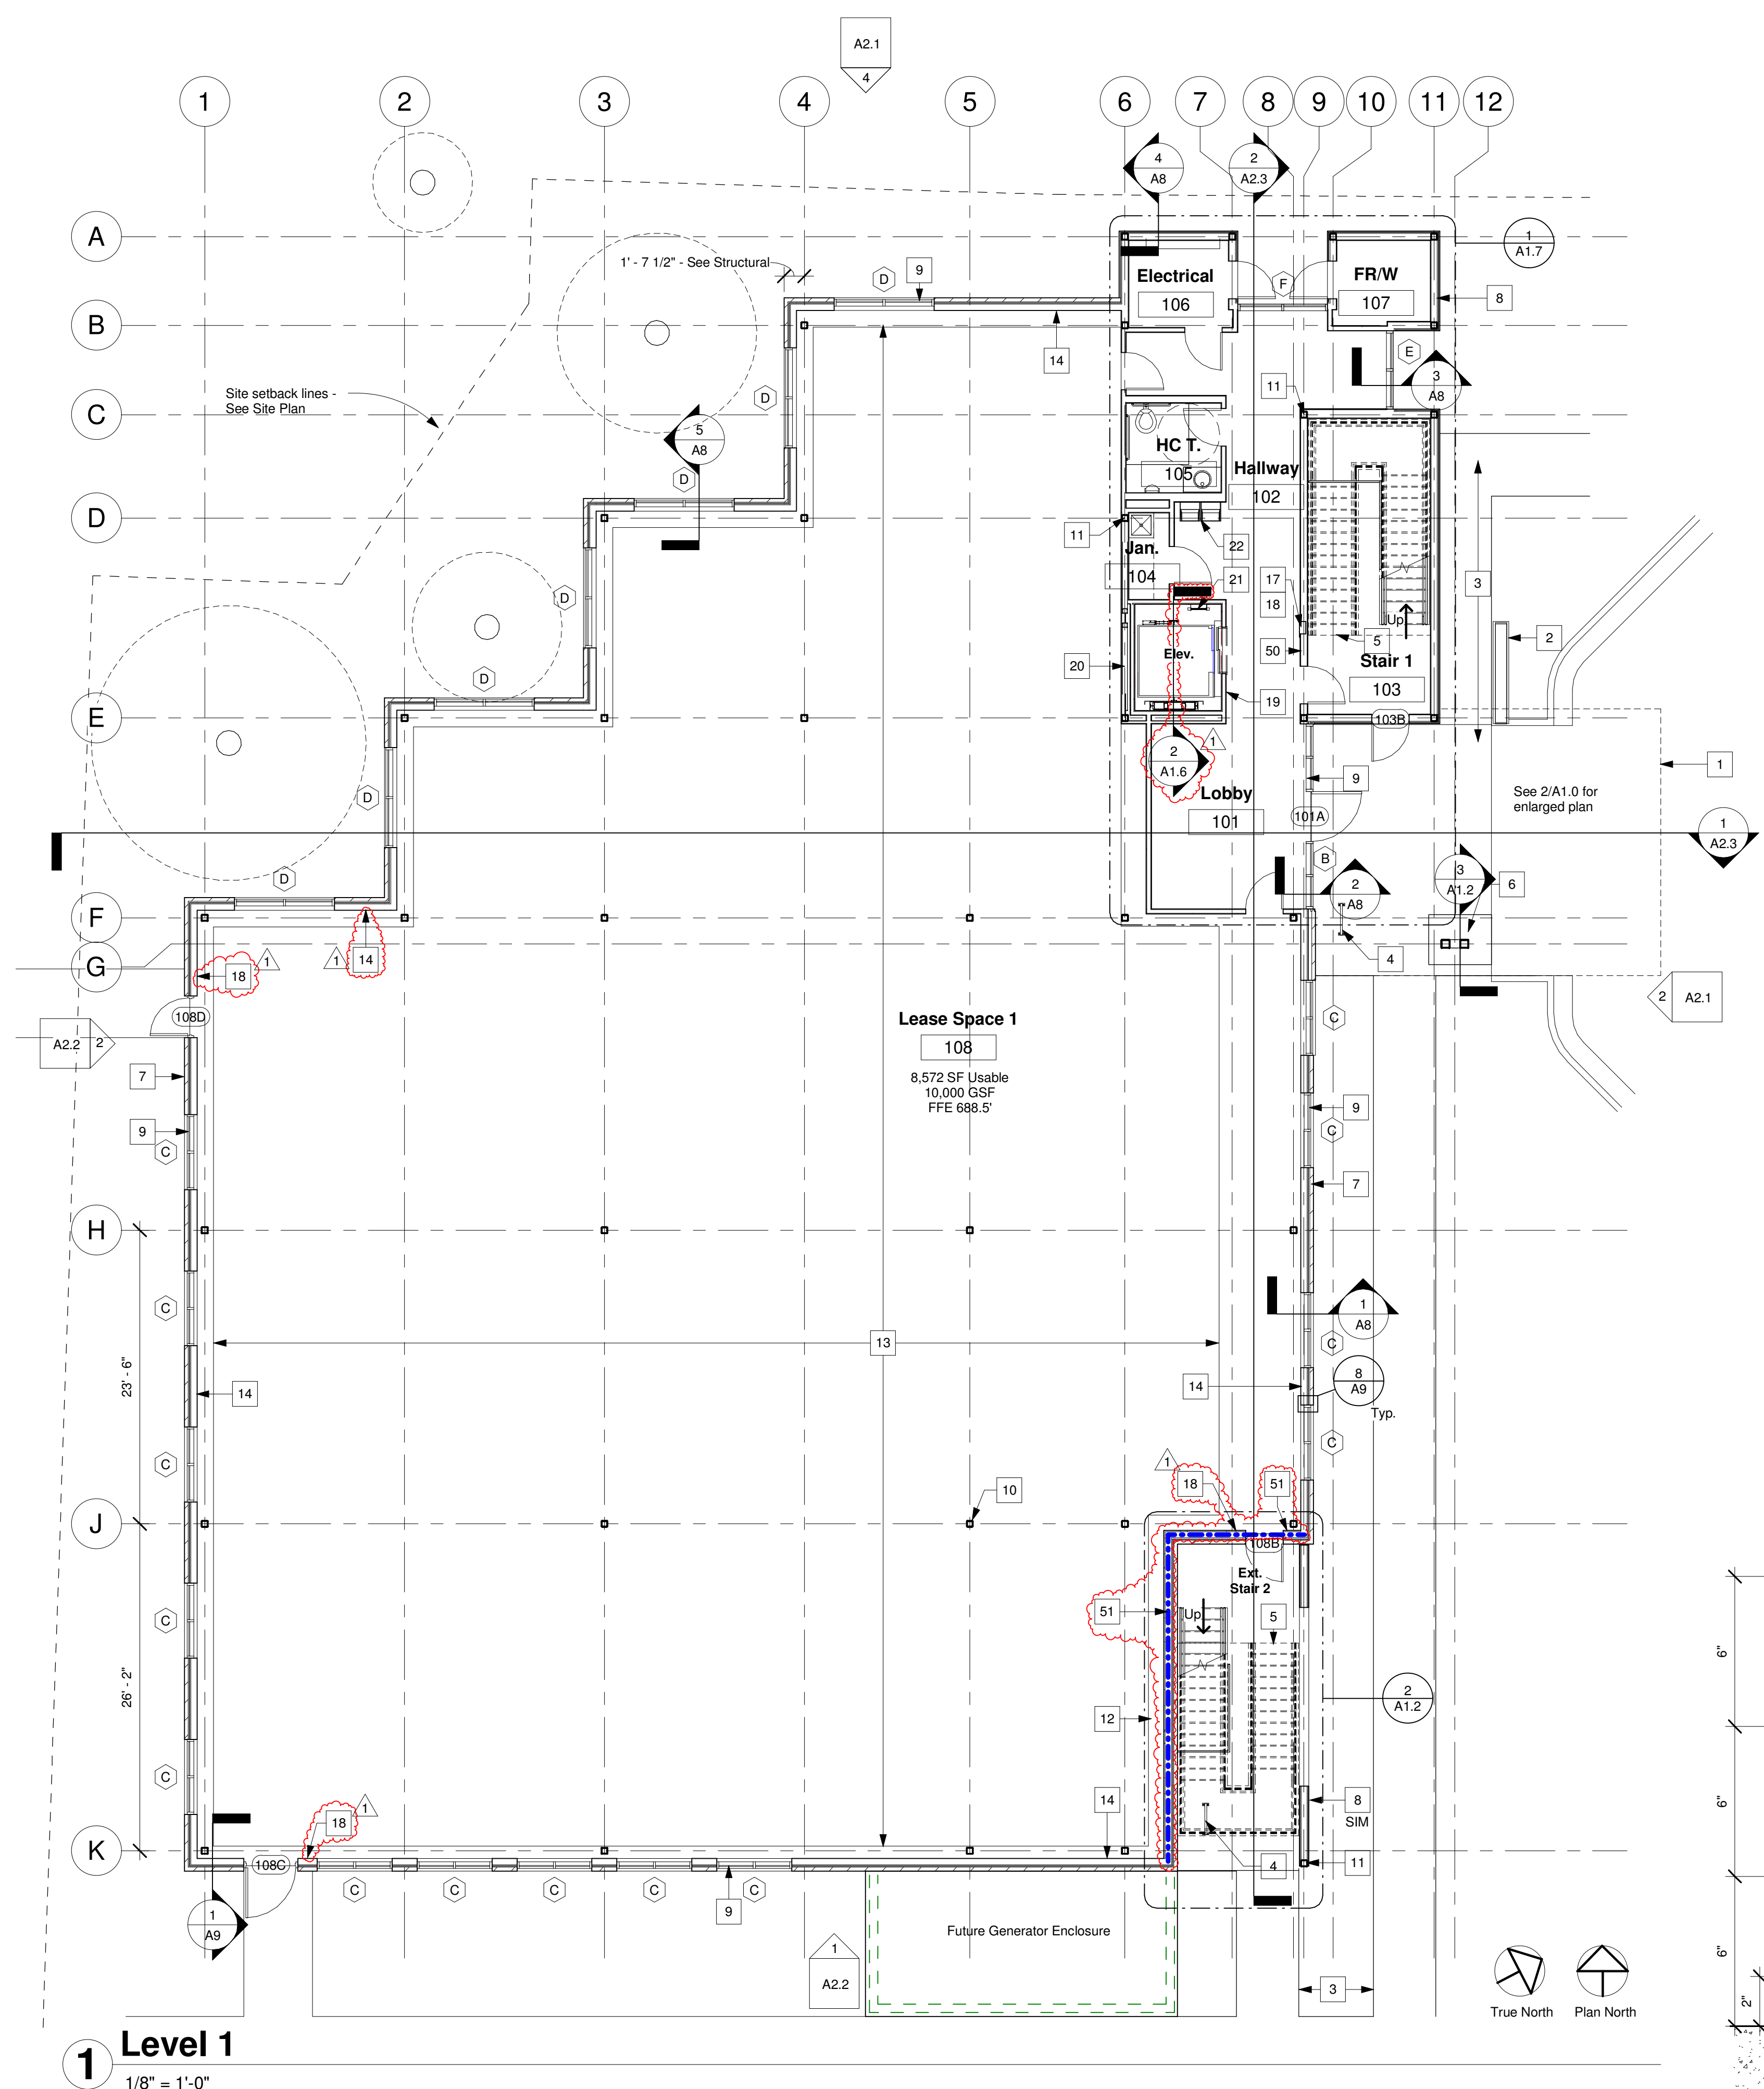 A2.1
4
1
2
3
4
5
6
7
8
9
10
11
12
4
A8
2
A2.3
A
1
A1.7
1' - 7 1/2" - See Structural
D
9
Electrical
106
F
FR/W
107
8
B
14
E
Site setback lines -
See Site Plan
D
11
3
A8
C
5
A8
HC T.
105
D
Hallway
102
D
11
22
Jan.
104
21
17
18
3
D
Up
5
2
50
Elev.
20
Stair 1
103
D
19
103B
E
1
2
A1.6
9
1
D
Lobby
101
101A
See 2/A1.0 for
enlarged plan
1
A2.3
B
D
2
A8
3
A1.2
6
F
G
18
1
1
14
4
2
A2.1
108D
Lease Space 1
108
8,572 SF Usable
10,000 GSF
FFE 688.5'
C
A2.2
2
7
9
C
9
C
7
H
C
1
A8
13
C
23' - 6"
14
14
8
A9
Typ.
C
C
1
18
51
10
J
108B
Ext.
Stair 2
51
Up
5
C
6"
26' - 2"
12
2
A1.2
C
14
8
SIM
6"
18
1
K
108C
4
11
C
C
C
C
C
9
1
A9
Future Generator Enclosure
1
A2.2
6"
3
True North
Plan North
2"
1
Level 1
1/8" = 1'-0"